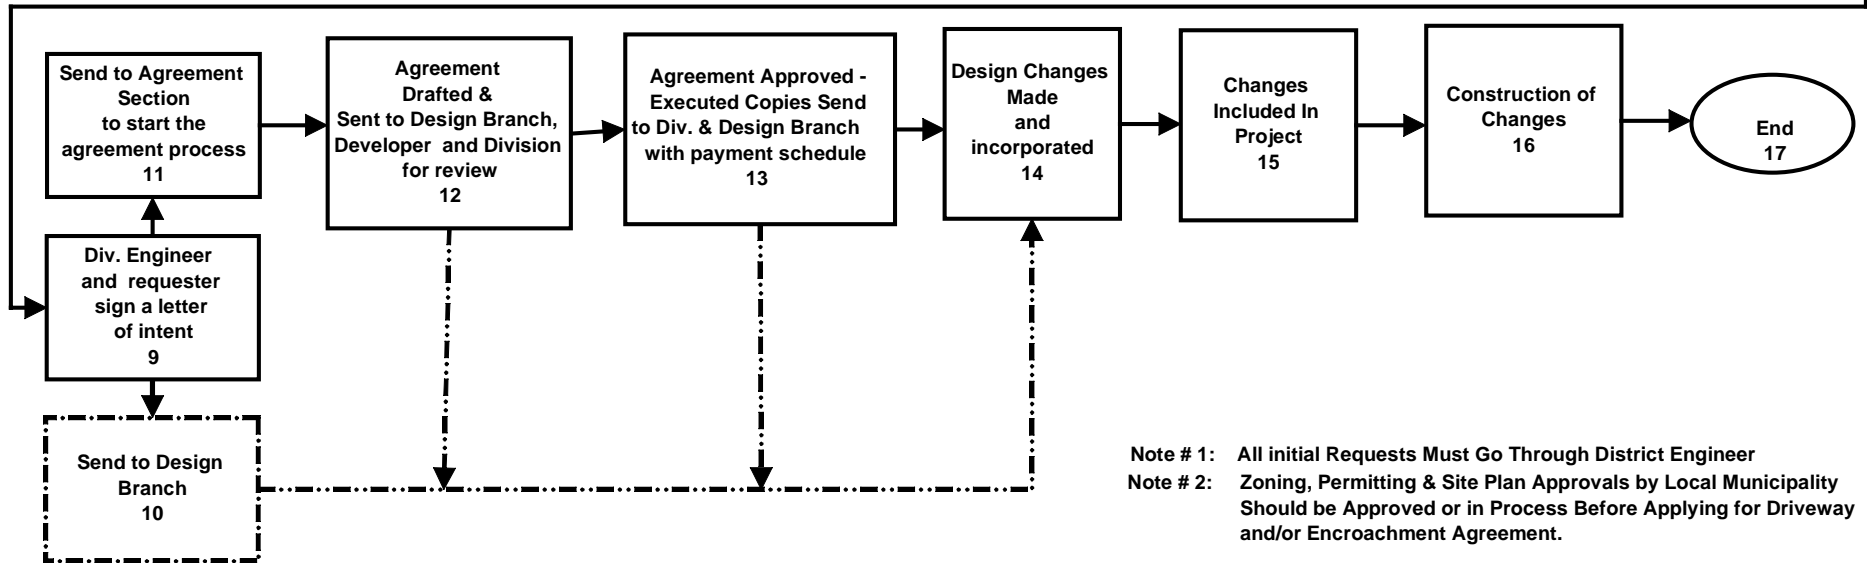 Send to Agreement
Section
to start the
agreement process
11
Agreement
Drafted &
Sent to Design Branch,
Developer and Division
for review
12
Agreement Approved -
Executed Copies Send
to Div. & Design Branch
with payment schedule
13
Design Changes
Made
and
incorporated
14
Changes
Included In
Project
15
Construction of
Changes
16
End
17
Div. Engineer
and requester
sign a letter
of intent
9
Send to Design
Branch
10
Note # 1: All initial Requests Must Go Through District Engineer
Note # 2: Zoning, Permitting & Site Plan Approvals by Local Municipality
Should be Approved or in Process Before Applying for Driveway
and/or Encroachment Agreement.